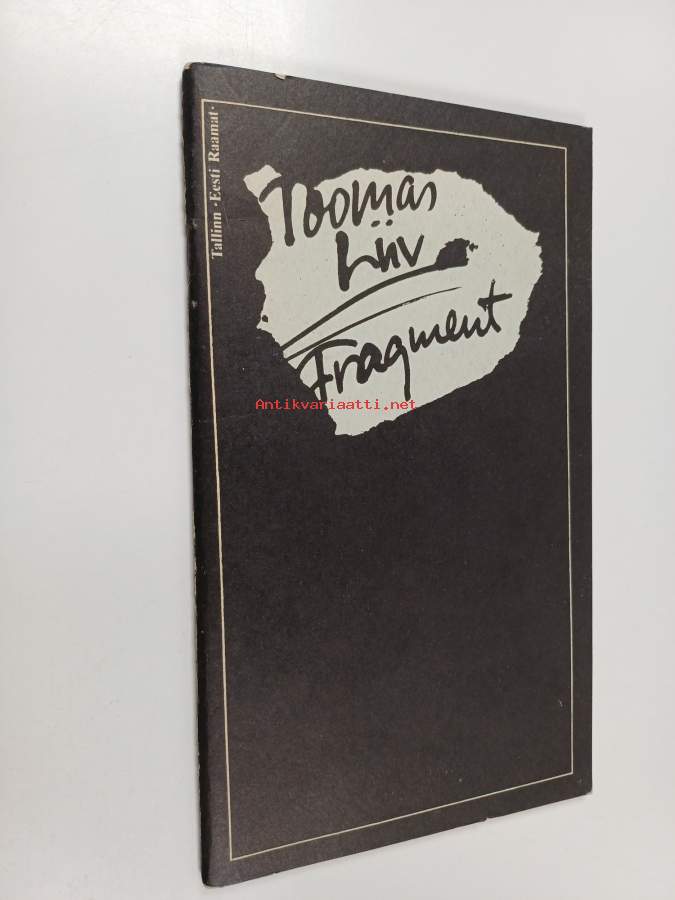 Tallinn · Eesti Raamat ·
Toomas
Liiv
Fragment
Antikvariaatti.net